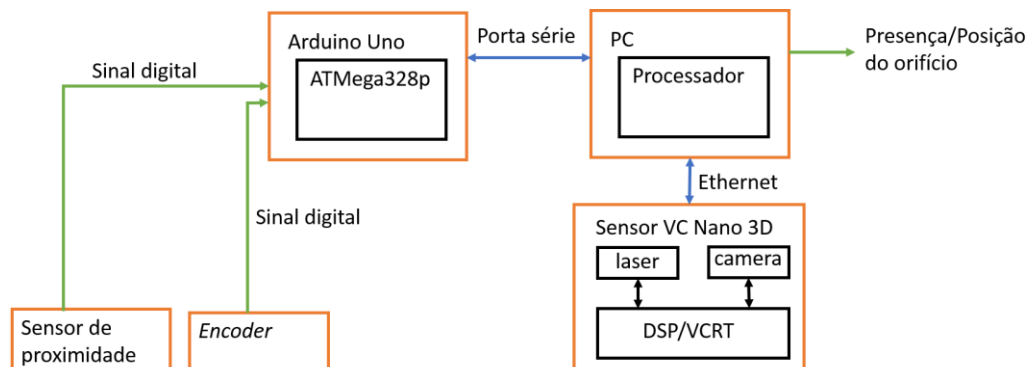 Arduino Uno
ATMega328p
Porta série
PC
Processador
Presença/Posição
do orifício
Sinal digital
Sinal digital
Ethernet
Sensor VC Nano 3D
laser
camera
DSP/VCRT
Sensor de
proximidade
Encoder